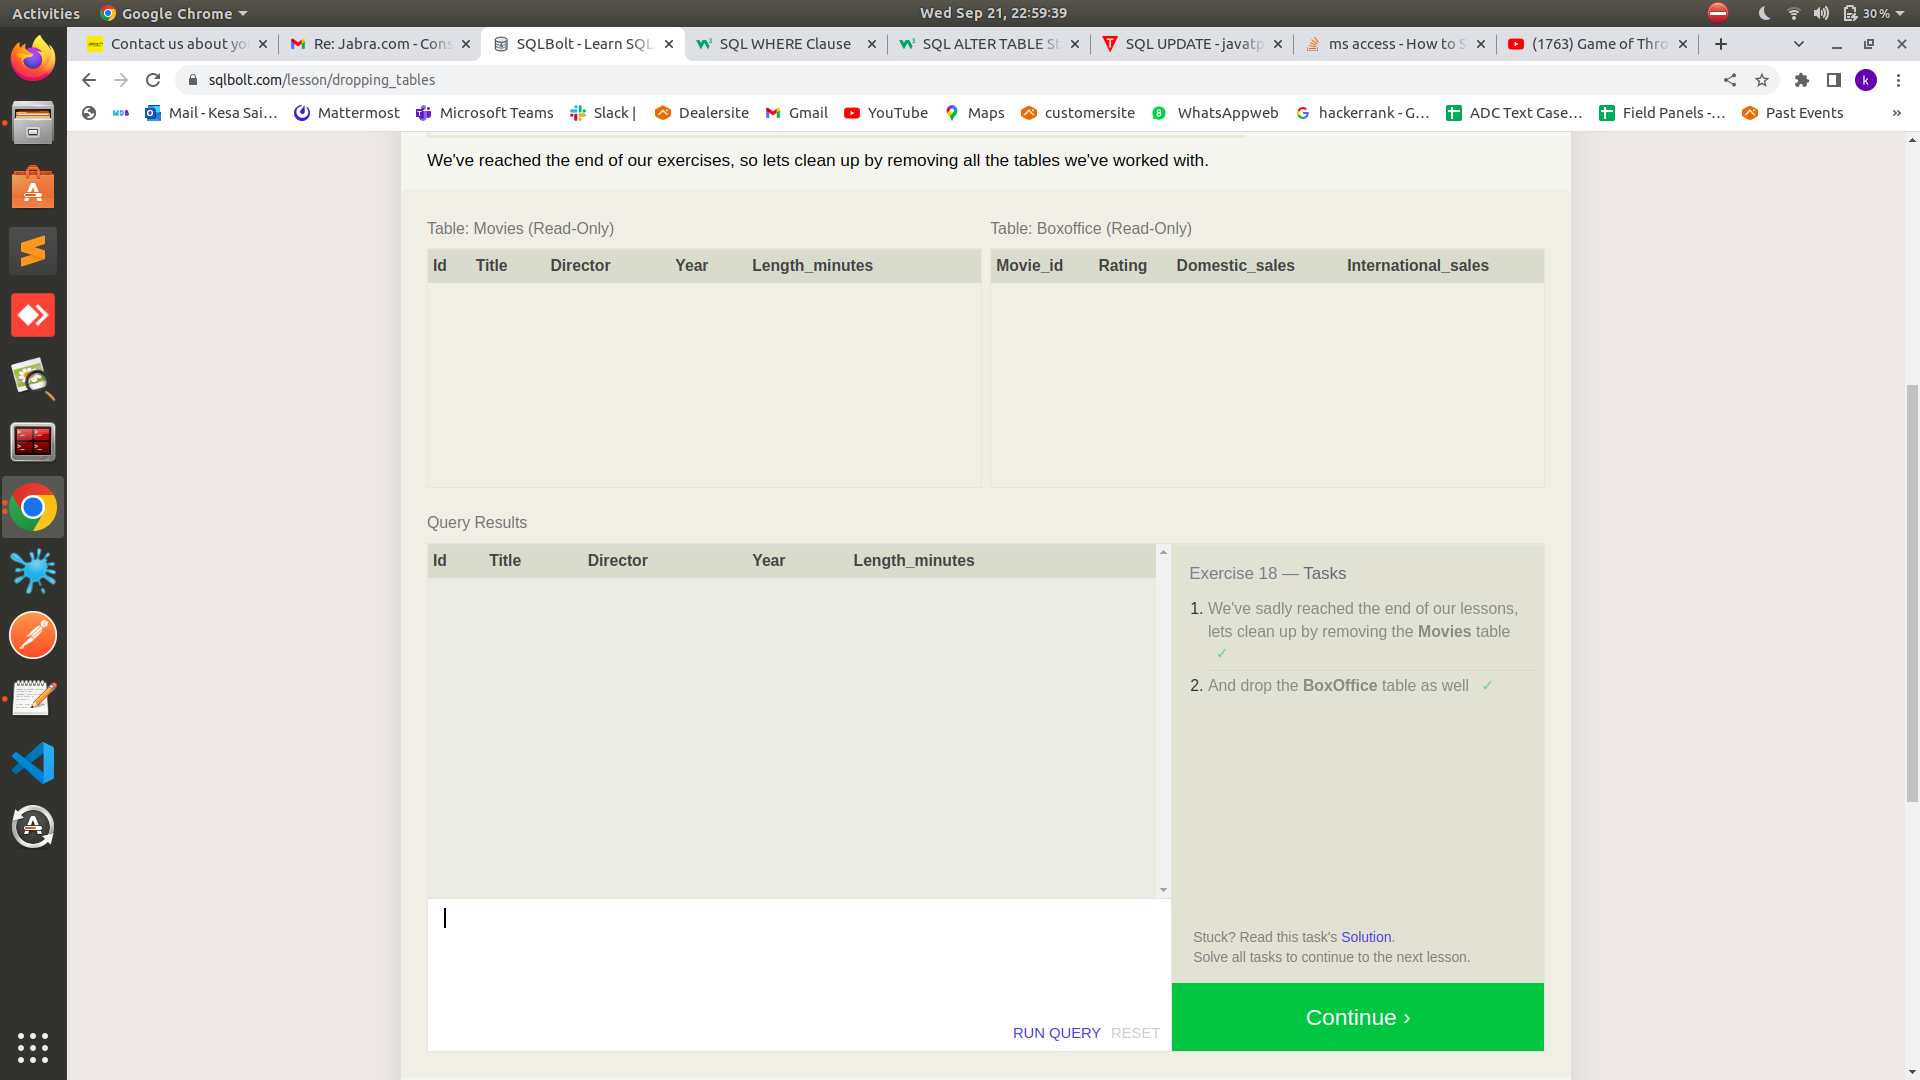 Activities Google Chrome Wed Sep 21, 22:59:39 30 %
Contact us about yo Re: Jabra.com - Cons SQLBolt - Learn SQL SQL WHERE Clause SQL ALTER TABLE St SQL UPDATE - javatp ms access - How to S (1763) Game of Thro
sqlbolt.com/lesson/dropping_tables k
MDB Mail - Kesa Sai... Mattermost Microsoft Teams Slack | Dealersite Gmail YouTube Maps customersite WhatsAppweb hackerrank - G... ADC Text Case... Field Panels -... Past Events »
We've reached the end of our exercises, so lets clean up by removing all the tables we've worked with.
Table: Movies (Read-Only) Table: Boxoffice (Read-Only)
Id Title Director Year Length_minutes Movie_id Rating Domestic_sales International_sales
Query Results
Id Title Director Year Length_minutes
Exercise 18 — Tasks
1. We've sadly reached the end of our lessons,
lets clean up by removing the Movies table
✓
2. And drop the BoxOffice table as well ✓
Stuck? Read this task's Solution.
Solve all tasks to continue to the next lesson.
Continue ›
RUN QUERY RESET